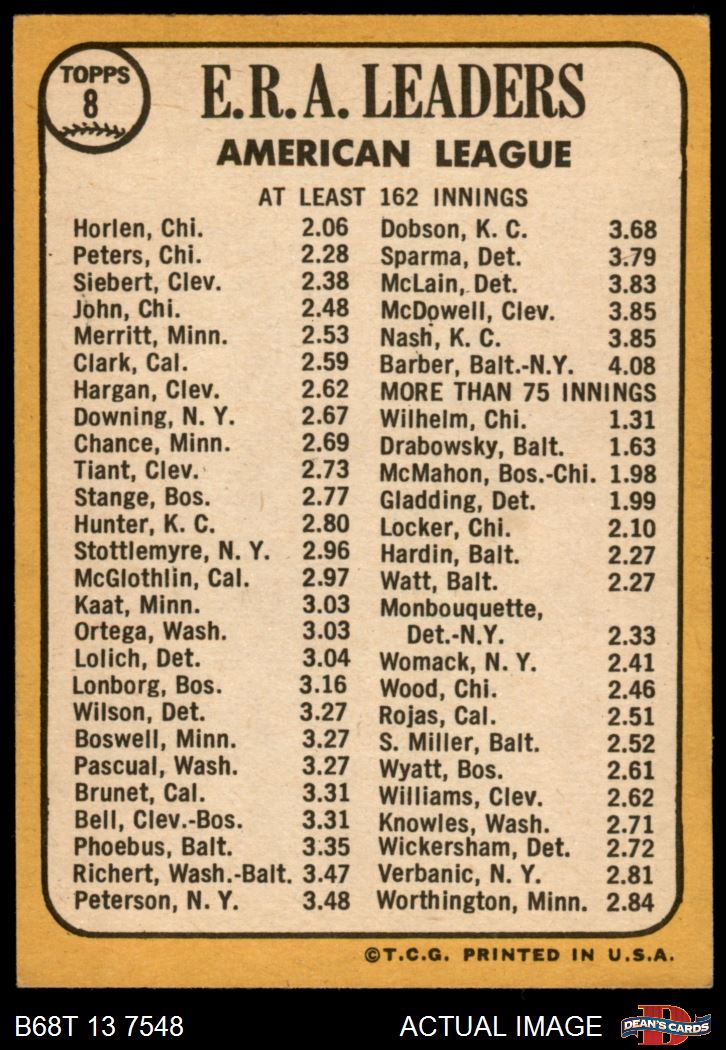 TOPPS
8
E.R.A. LEADERS
AMERICAN LEAGUE
AT LEAST 162 INNINGS
Horlen, Chi. 2.06
Peters, Chi. 2.28
Siebert, Clev. 2.38
John, Chi. 2.48
Merritt, Minn. 2.53
Clark, Cal. 2.59
Hargan, Clev. 2.62
Downing, N. Y. 2.67
Chance, Minn. 2.69
Tiant, Clev. 2.73
Stange, Bos. 2.77
Hunter, K. C. 2.80
Stottlemyre, N. Y. 2.96
McGlothlin, Cal. 2.97
Kaat, Minn. 3.03
Ortega, Wash. 3.03
Lolich, Det. 3.04
Lonborg, Bos. 3.16
Wilson, Det. 3.27
Boswell, Minn. 3.27
Pascual, Wash. 3.27
Brunet, Cal. 3.31
Bell, Clev.-Bos. 3.31
Phoebus, Balt. 3.35
Richert, Wash.-Balt. 3.47
Peterson, N. Y. 3.48
Dobson, K. C. 3.68
Sparma, Det. 3.79
McLain, Det. 3.83
McDowell, Clev. 3.85
Nash, K. C. 3.85
Barber, Balt.-N.Y. 4.08
MORE THAN 75 INNINGS
Wilhelm, Chi. 1.31
Drabowsky, Balt. 1.63
McMahon, Bos.-Chi. 1.98
Gladding, Det. 1.99
Locker, Chi. 2.10
Hardin, Balt. 2.27
Watt, Balt. 2.27
Monbouquette,
Det.-N.Y. 2.33
Womack, N. Y. 2.41
Wood, Chi. 2.46
Rojas, Cal. 2.51
S. Miller, Balt. 2.52
Wyatt, Bos. 2.61
Williams, Clev. 2.62
Knowles, Wash. 2.71
Wickersham, Det. 2.72
Verbanic, N. Y. 2.81
Worthington, Minn. 2.84
©T.C.G. PRINTED IN U.S.A.
B68T 13 7548
ACTUAL IMAGE
D
DEAN'S CARDS